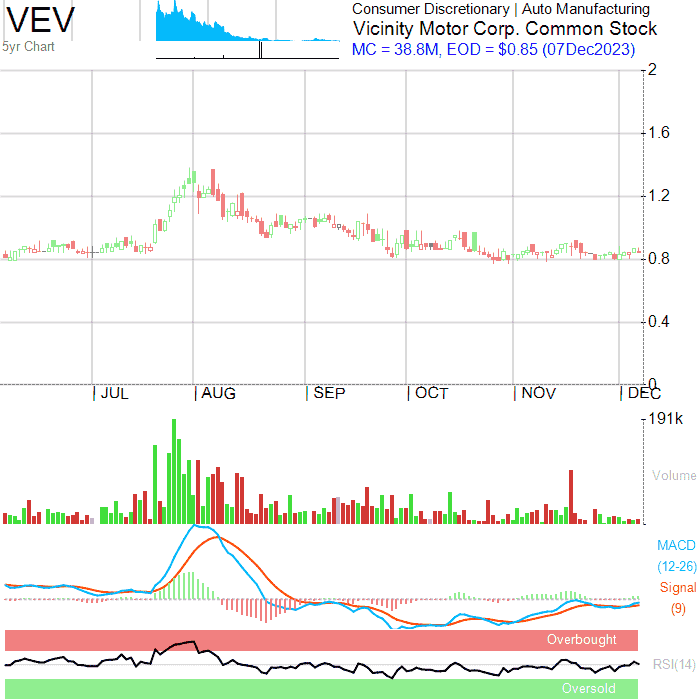 VEV
5yr Chart
Consumer Discretionary | Auto Manufacturing
Vicinity Motor Corp. Common Stock
MC = 38.8M, EOD = $0.85 (07Dec2023)
2
1.6
1.2
0.8
0.4
0
JUL
AUG
SEP
OCT
NOV
DEC
191k
Volume
MACD
(12-26)
Signal
(9)
Overbought
RSI(14)
Oversold